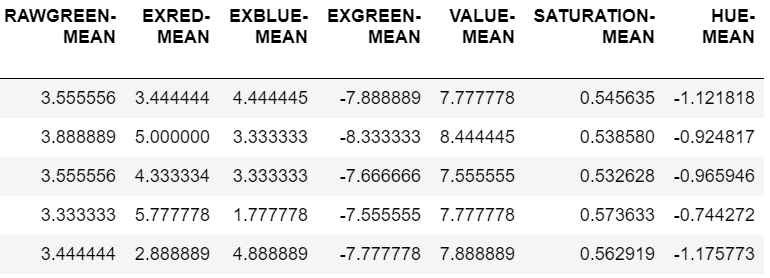 RAWGREEN- EXRED- EXBLUE- EXGREEN- VALUE- SATURATION- HUE-
MEAN MEAN MEAN MEAN MEAN MEAN MEAN
3.555556 3.444444 4.444445 -7.888889 7.777778 0.545635 -1.121818
3.888889 5.000000 3.333333 -8.333333 8.444445 0.538580 -0.924817
3.555556 4.333334 3.333333 -7.666666 7.555555 0.532628 -0.965946
3.333333 5.777778 1.777778 -7.555555 7.777778 0.573633 -0.744272
3.444444 2.888889 4.888889 -7.777778 7.888889 0.562919 -1.175773